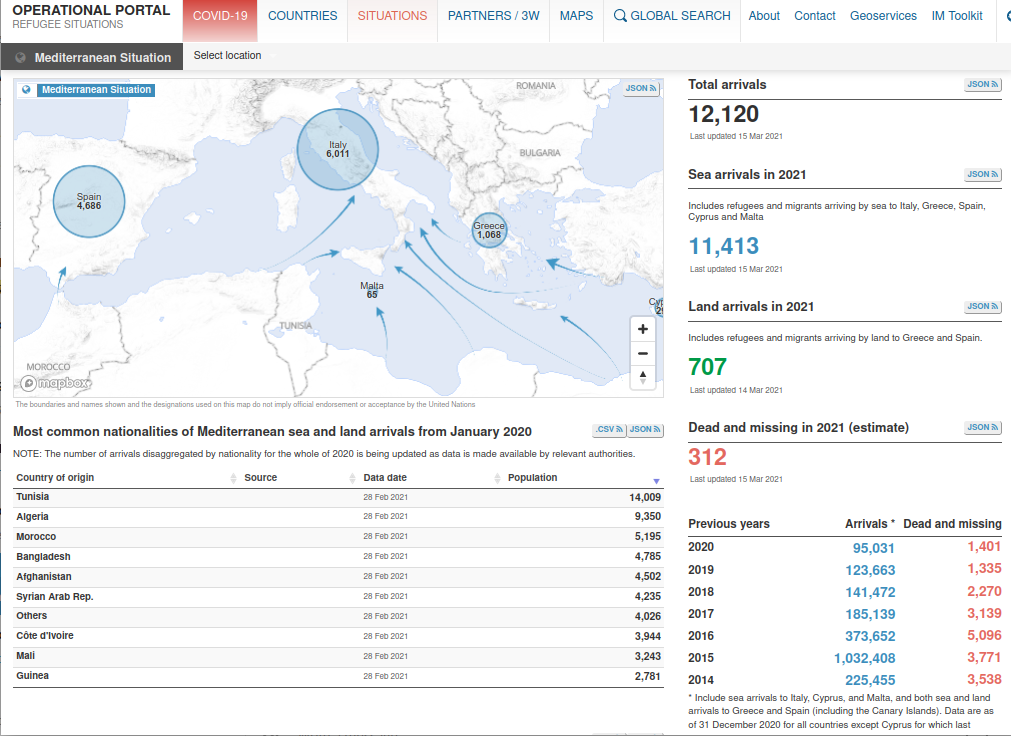 OPERATIONAL PORTAL
REFUGEE SITUATIONS
COVID-19
COUNTRIES
SITUATIONS
PARTNERS / 3W
MAPS
GLOBAL SEARCH
About
Contact
Geoservices
IM Toolkit
Mediterranean Situation
Select location
Mediterranean Situation
JSON
ROMANIA
Italy
6,011
BULGARIA
Spain
4,686
Greece
1,068
Malta
65
TUNISIA
MOROCCO
mapbox
+
−
The boundaries and names shown and the designations used on this map do not imply official endorsement or acceptance by the United Nations
Most common nationalities of Mediterranean sea and land arrivals from January 2020
.CSV JSON
NOTE: The number of arrivals disaggregated by nationality for the whole of 2020 is being updated as data is made available by relevant authorities.
Country of origin Source Data date Population
Tunisia 28 Feb 2021 14,009
Algeria 28 Feb 2021 9,350
Morocco 28 Feb 2021 5,195
Bangladesh 28 Feb 2021 4,785
Afghanistan 28 Feb 2021 4,502
Syrian Arab Rep. 28 Feb 2021 4,235
Others 28 Feb 2021 4,026
Côte d'Ivoire 28 Feb 2021 3,944
Mali 28 Feb 2021 3,243
Guinea 28 Feb 2021 2,781
Total arrivals JSON
12,120
Last updated 15 Mar 2021
Sea arrivals in 2021 JSON
Includes refugees and migrants arriving by sea to Italy, Greece, Spain,
Cyprus and Malta
11,413
Last updated 15 Mar 2021
Land arrivals in 2021 JSON
Includes refugees and migrants arriving by land to Greece and Spain.
707
Last updated 14 Mar 2021
Dead and missing in 2021 (estimate) JSON
312
Last updated 15 Mar 2021
Previous years Arrivals * Dead and missing
2020 95,031 1,401
2019 123,663 1,335
2018 141,472 2,270
2017 185,139 3,139
2016 373,652 5,096
2015 1,032,408 3,771
2014 225,455 3,538
* Include sea arrivals to Italy, Cyprus, and Malta, and both sea and land
arrivals to Greece and Spain (including the Canary Islands). Data are as
of 31 December 2020 for all countries except Cyprus for which last